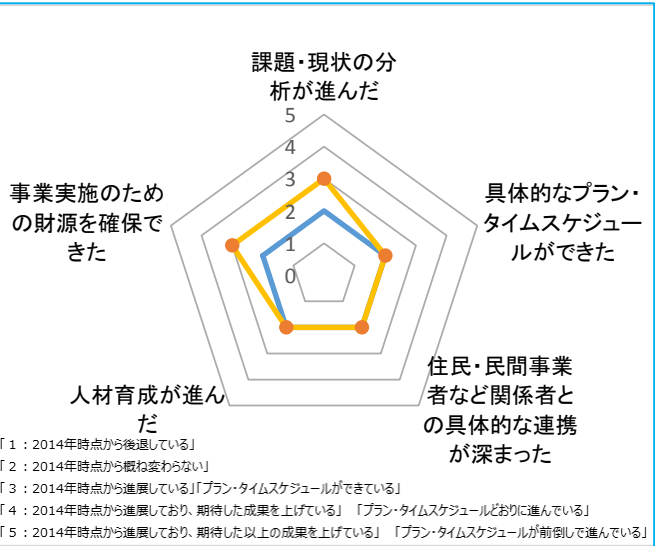 課題・現状の分
析が進んだ
5
4
3
2
1
0
具体的なプラン・
タイムスケジュー
ルができた
住民・民間事業
者など関係者と
の具体的な連携
が深まった
人材育成が進ん
だ
事業実施のため
の財源を確保で
きた
「１：2014年時点から後退している」
「２：2014年時点から概ね変わらない」
「３：2014年時点から進展している」「プラン・タイムスケジュールができている」
「４：2014年時点から進展しており、期待した成果を上げている」　「プラン・タイムスケジュールどおりに進んでいる」
「５：2014年時点から進展しており、期待した以上の成果を上げている」　「プラン・タイムスケジュールが前倒しで進んでいる」